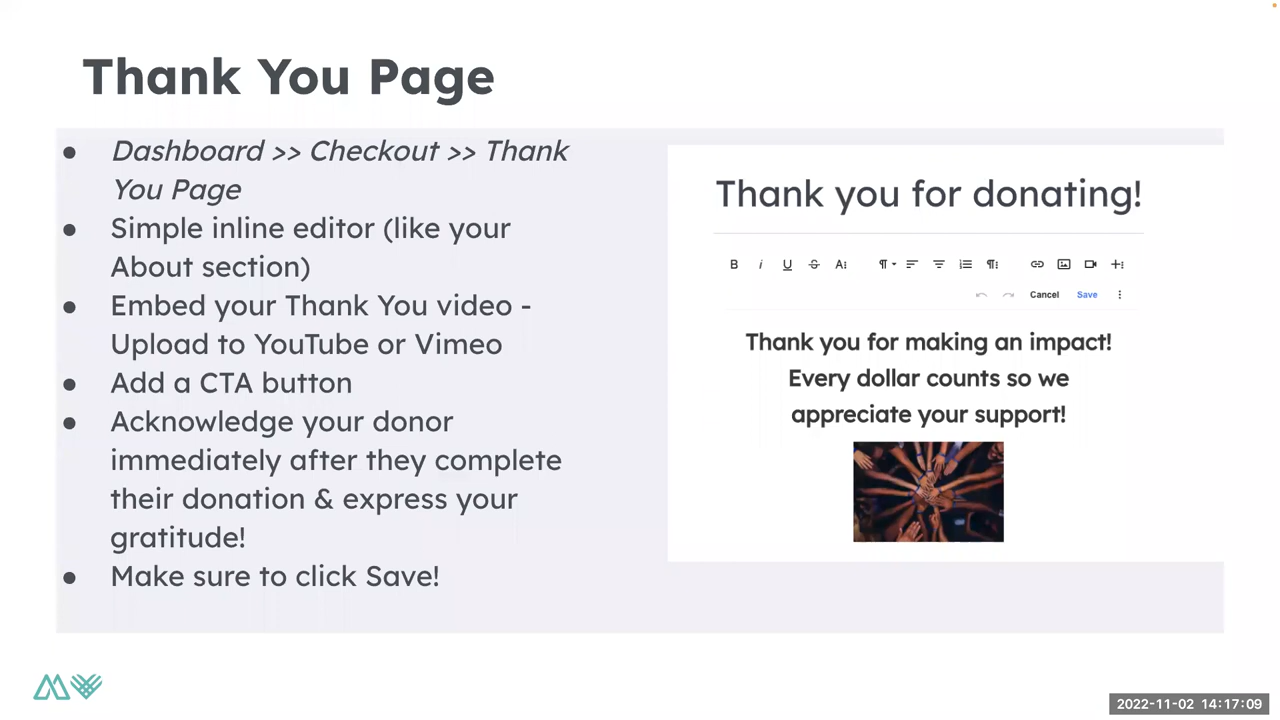 Thank You Page
● Dashboard >> Checkout >> Thank
You Page
● Simple inline editor (like your
About section)
● Embed your Thank You video -
Upload to YouTube or Vimeo
● Add a CTA button
● Acknowledge your donor
immediately after they complete
their donation & express your
gratitude!
● Make sure to click Save!
Thank you for donating!
Cancel Save
Thank you for making an impact!
Every dollar counts so we
appreciate your support!
2022-11-02 14:17:09